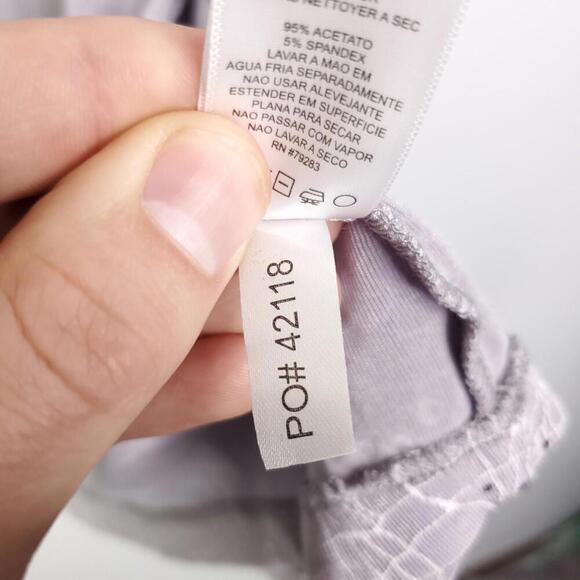 NETTOYER A SEC
95% ACETATO
5% SPANDEX
LAVAR A MAO EM
AGUA FRIA SEPARADAMENTE
NAO USAR ALEVEJANTE
ESTENDER EM SUPERFICIE
PLANA PARA SECAR
NAO PASSAR COM VAPOR
NAO LAVAR A SECO
RN #79283
PO# 42118